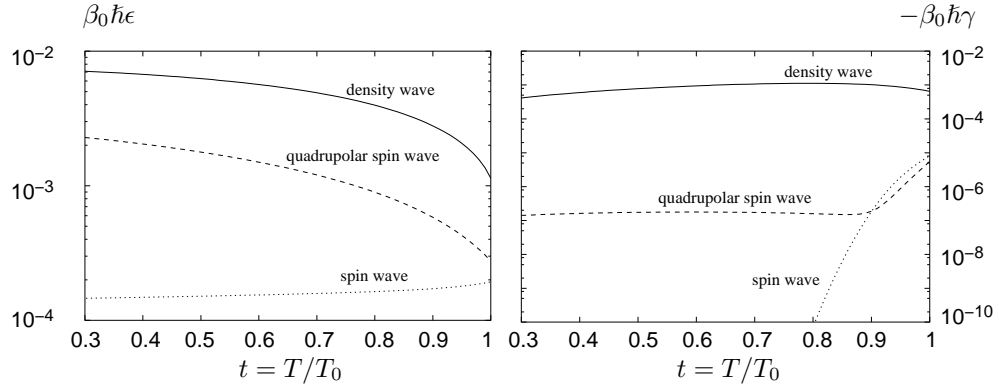 β₀ħϵ
−β₀ħγ
10⁻²
10⁻³
10⁻⁴
density wave
quadrupolar spin wave
spin wave
0.3 0.4 0.5 0.6 0.7 0.8 0.9 1
t = T/T₀
density wave
quadrupolar spin wave
spin wave
10⁻²
10⁻⁴
10⁻⁶
10⁻⁸
10⁻¹⁰
0.3 0.4 0.5 0.6 0.7 0.8 0.9 1
t = T/T₀